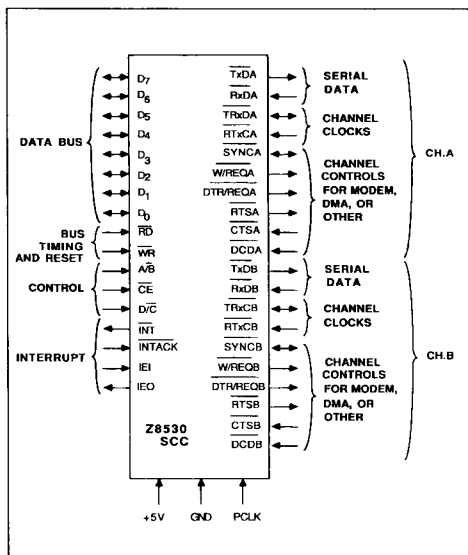 D7
D6
D5
D4
D3
D2
D1
D0
RD
WR
A/B
CE
D/C
INT
INTACK
IEI
IEO
DATA BUS
BUS
TIMING
AND RESET
CONTROL
INTERRUPT
TxDA
RxDA
TRxDA
RTxCA
SYNCA
W/REQA
DTR/REQA
RTSA
CTSA
DCDA
TxDB
RxDB
TRxCB
RTxCB
SYNCB
W/REQB
DTR/REQB
RTSB
CTSB
DCDB
SERIAL
DATA
CHANNEL
CLOCKS
CHANNEL
CONTROLS
FOR MODEM,
DMA, OR
OTHER
CH.A
SERIAL
DATA
CHANNEL
CLOCKS
CHANNEL
CONTROLS
FOR MODEM,
DMA, OR
OTHER
CH.B
Z8530
SCC
+5V
GND
PCLK